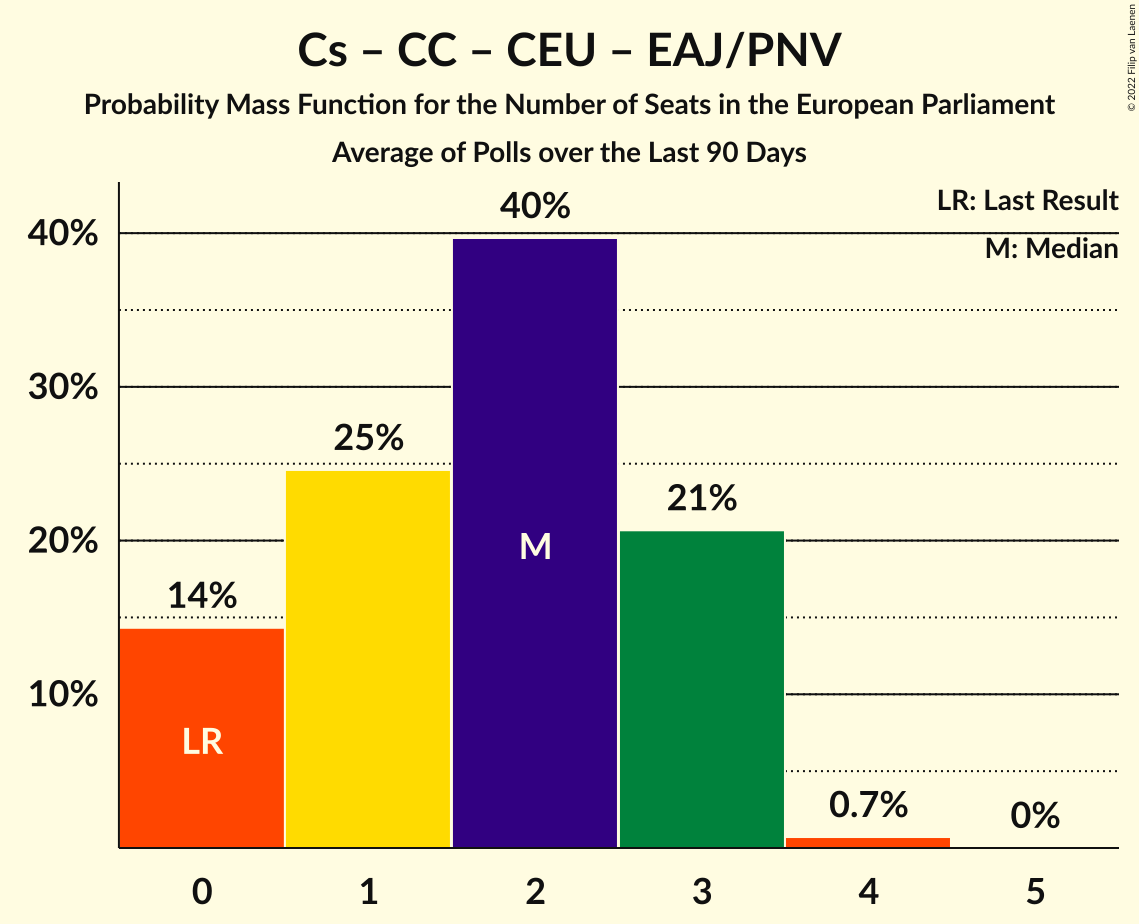 Cs – CC – CEU – EAJ/PNV
Probability Mass Function for the Number of Seats in the European Parliament
Average of Polls over the Last 90 Days
© 2022 Filip van Laenen
LR: Last Result
M: Median
40%
30%
20%
10%
14%
25%
40%
21%
0.7%
0%
LR
M
0
1
2
3
4
5